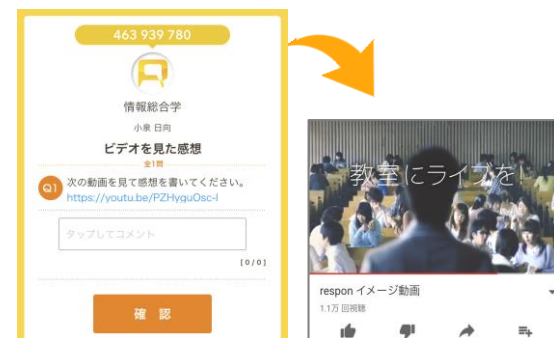 463 939 780
情報総合学
小泉 日向
ビデオを見た感想
全1問
Q1
次の動画を見て感想を書いてください。
https://youtu.be/PZHyguOsc-I
タップしてコメント
[0/0]
確 認
教室にライブを!
respon イメージ動画
1.1万 回視聴